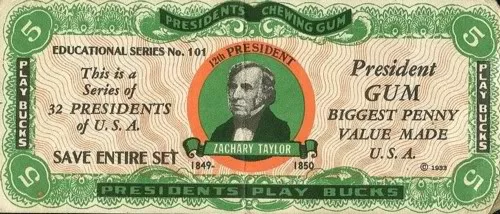 PRESIDENTS CHEWING GUM
5
5
EDUCATIONAL SERIES No. 101
12th PRESIDENT
This is a
Series of
32 PRESIDENTS
of U.S.A.
SAVE ENTIRE SET
PLAY BUCKS
ZACHARY TAYLOR
1849-
1850
President
GUM
BIGGEST PENNY
VALUE MADE
U.S.A.
© 1933
PLAY BUCKS
5
5
PRESIDENTS PLAY BUCKS